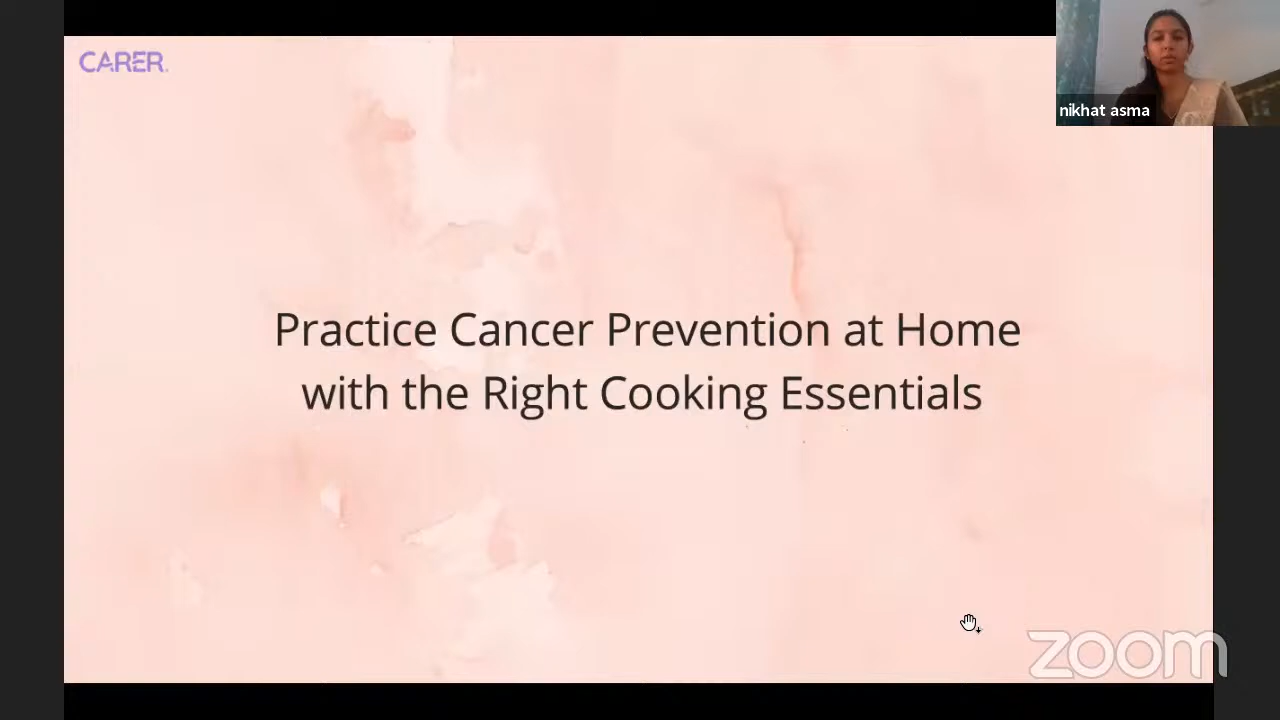 CARER.
nikhat asma
Practice Cancer Prevention at Home
with the Right Cooking Essentials
zoom